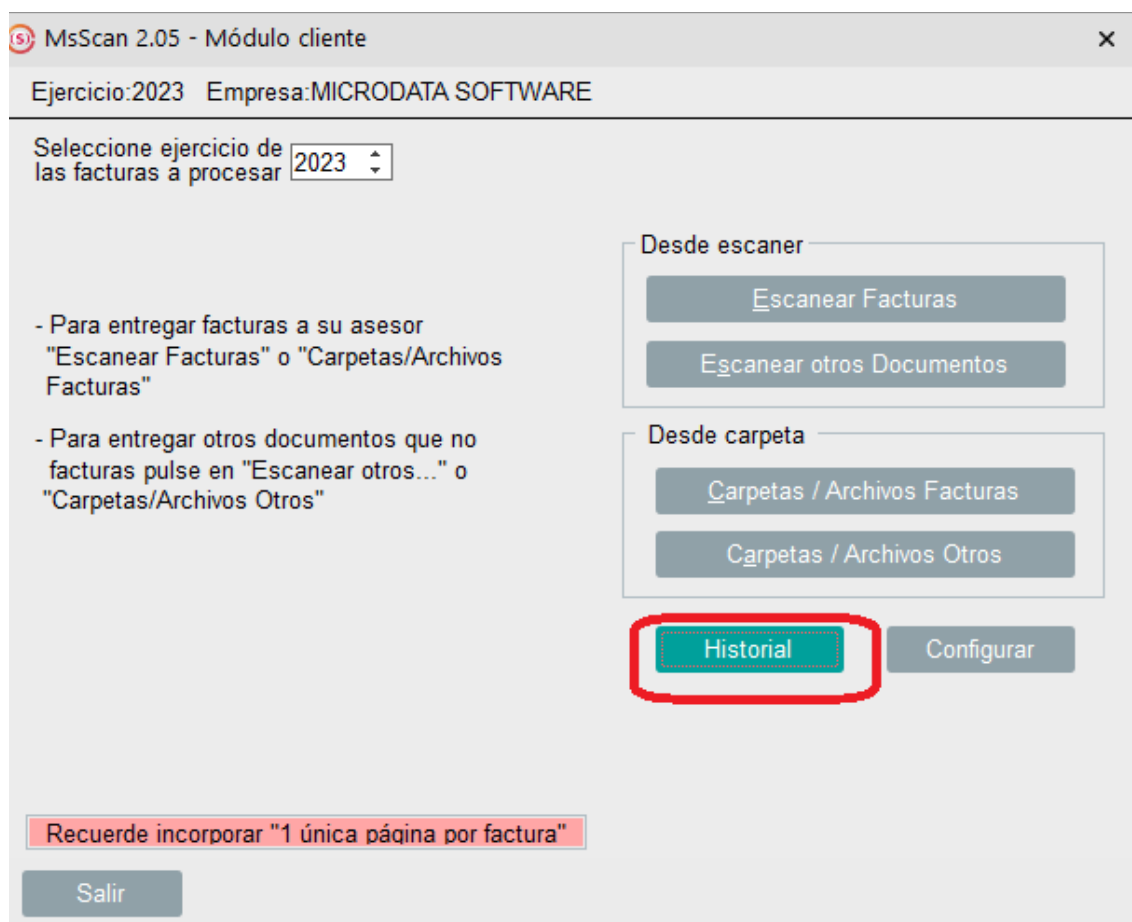 MsScan 2.05 - Módulo cliente
Ejercicio:2023 Empresa:MICRODATA SOFTWARE
Seleccione ejercicio de
las facturas a procesar 2023
- Para entregar facturas a su asesor
"Escanear Facturas" o "Carpetas/Archivos
Facturas"
- Para entregar otros documentos que no
facturas pulse en "Escanear otros..." o
"Carpetas/Archivos Otros"
Desde escaner
Escanear Facturas
Escanear otros Documentos
Desde carpeta
Carpetas / Archivos Facturas
Carpetas / Archivos Otros
Historial
Configurar
Recuerde incorporar "1 única página por factura"
Salir